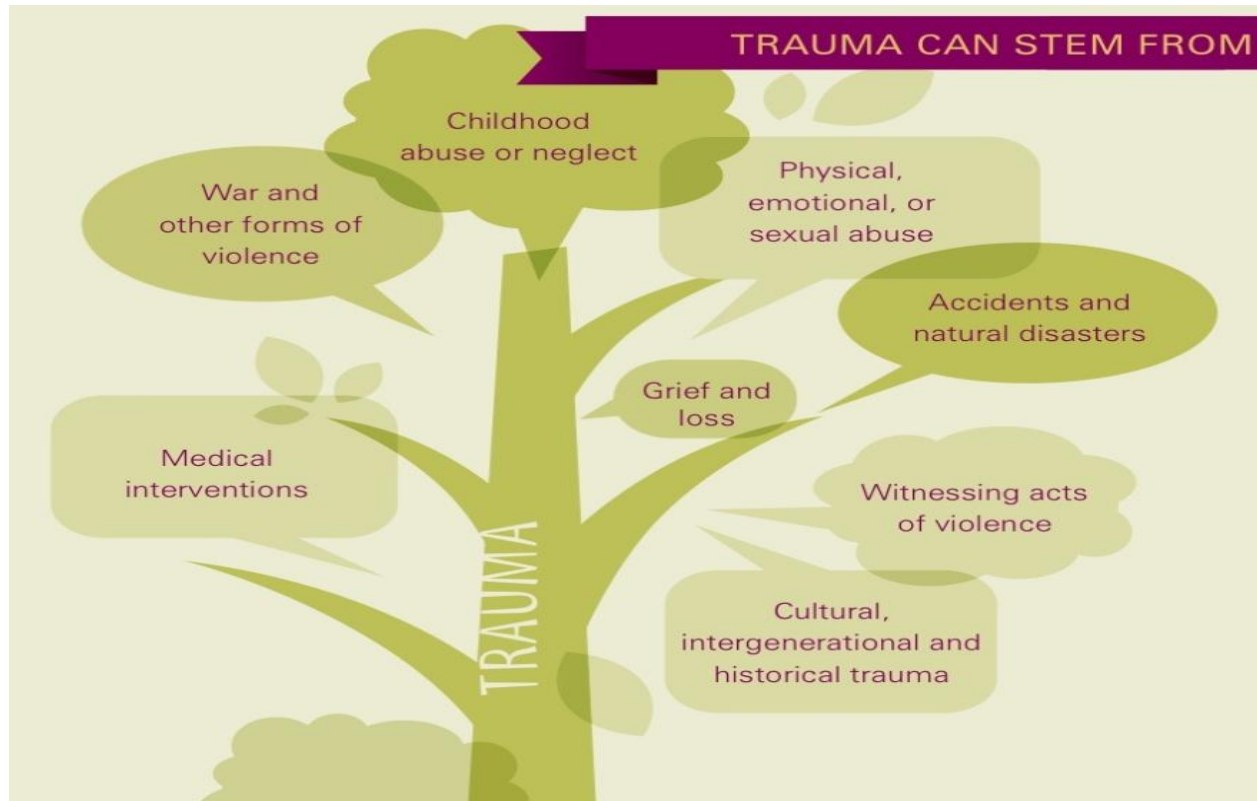 TRAUMA CAN STEM FROM
Childhood
abuse or neglect
War and
other forms of
violence
Physical,
emotional, or
sexual abuse
Accidents and
natural disasters
Grief and
loss
Medical
interventions
Witnessing acts
of violence
Cultural,
intergenerational and
historical trauma
TRAUMA